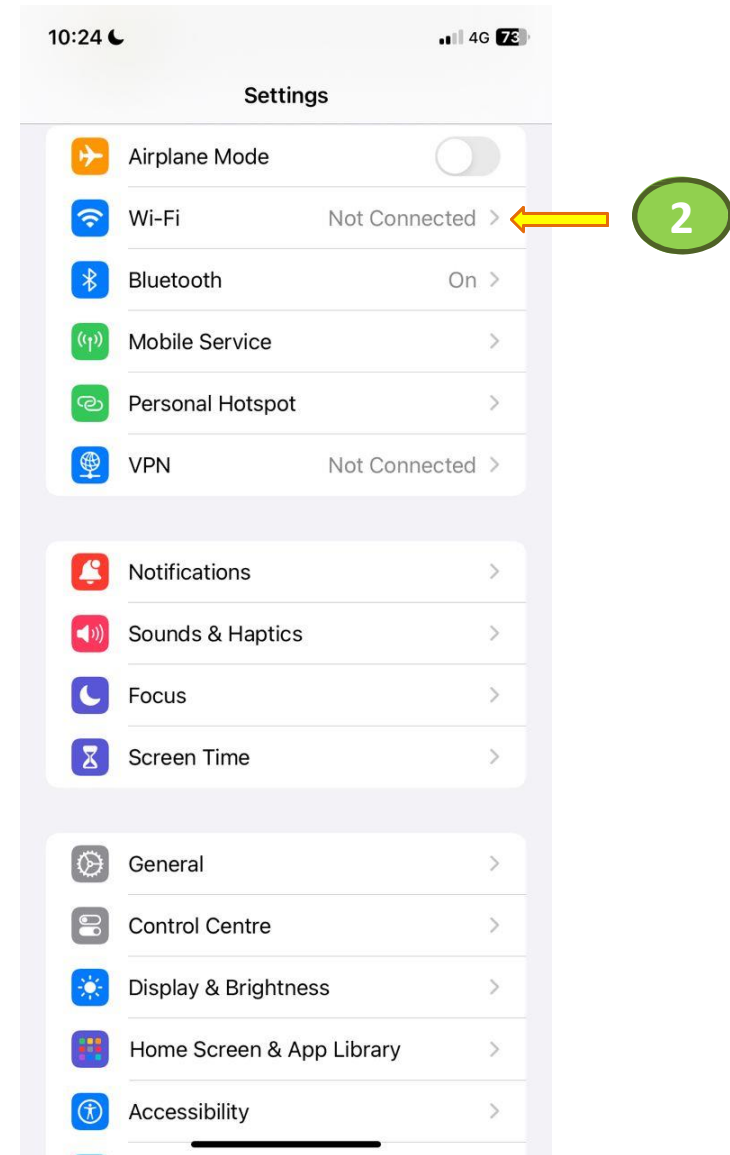 10:24 4G 73
Settings
Airplane Mode
Wi-Fi Not Connected 2
Bluetooth On
Mobile Service
Personal Hotspot
VPN Not Connected
Notifications
Sounds & Haptics
Focus
Screen Time
General
Control Centre
Display & Brightness
Home Screen & App Library
Accessibility